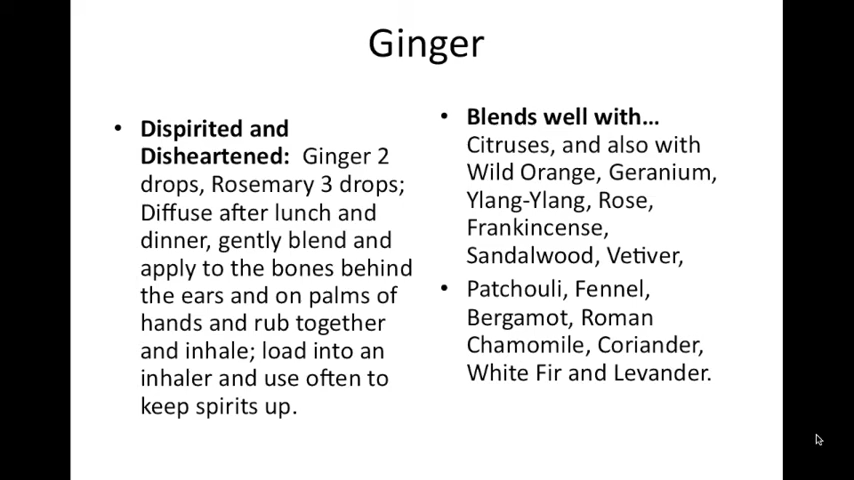 Ginger
• Dispirited and
Disheartened:  Ginger 2
drops, Rosemary 3 drops;
Diffuse after lunch and
dinner, gently blend and
apply to the bones behind
the ears and on palms of
hands and rub together
and inhale; load into an
inhaler and use often to
keep spirits up.
• Blends well with…
Citruses, and also with
Wild Orange, Geranium,
Ylang-Ylang, Rose,
Frankincense,
Sandalwood, Vetiver,
• Patchouli, Fennel,
Bergamot, Roman
Chamomile, Coriander,
White Fir and Levander.